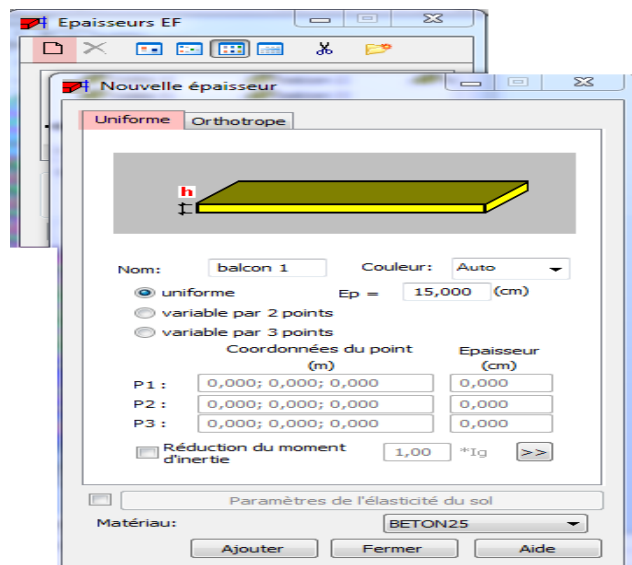 Epaisseurs EF
Nouvelle épaisseur
Uniforme Orthotrope
h
Nom: balcon 1 Couleur: Auto
uniforme Ep = 15,000 (cm)
variable par 2 points
variable par 3 points
Coordonnées du point Epaisseur
(m) (cm)
P1 : 0,000; 0,000; 0,000 0,000
P2 : 0,000; 0,000; 0,000 0,000
P3 : 0,000; 0,000; 0,000 0,000
Réduction du moment
d'inertie 1,00 *Ig >>
Paramètres de l'élasticité du sol
Matériau: BETON25
Ajouter Fermer Aide